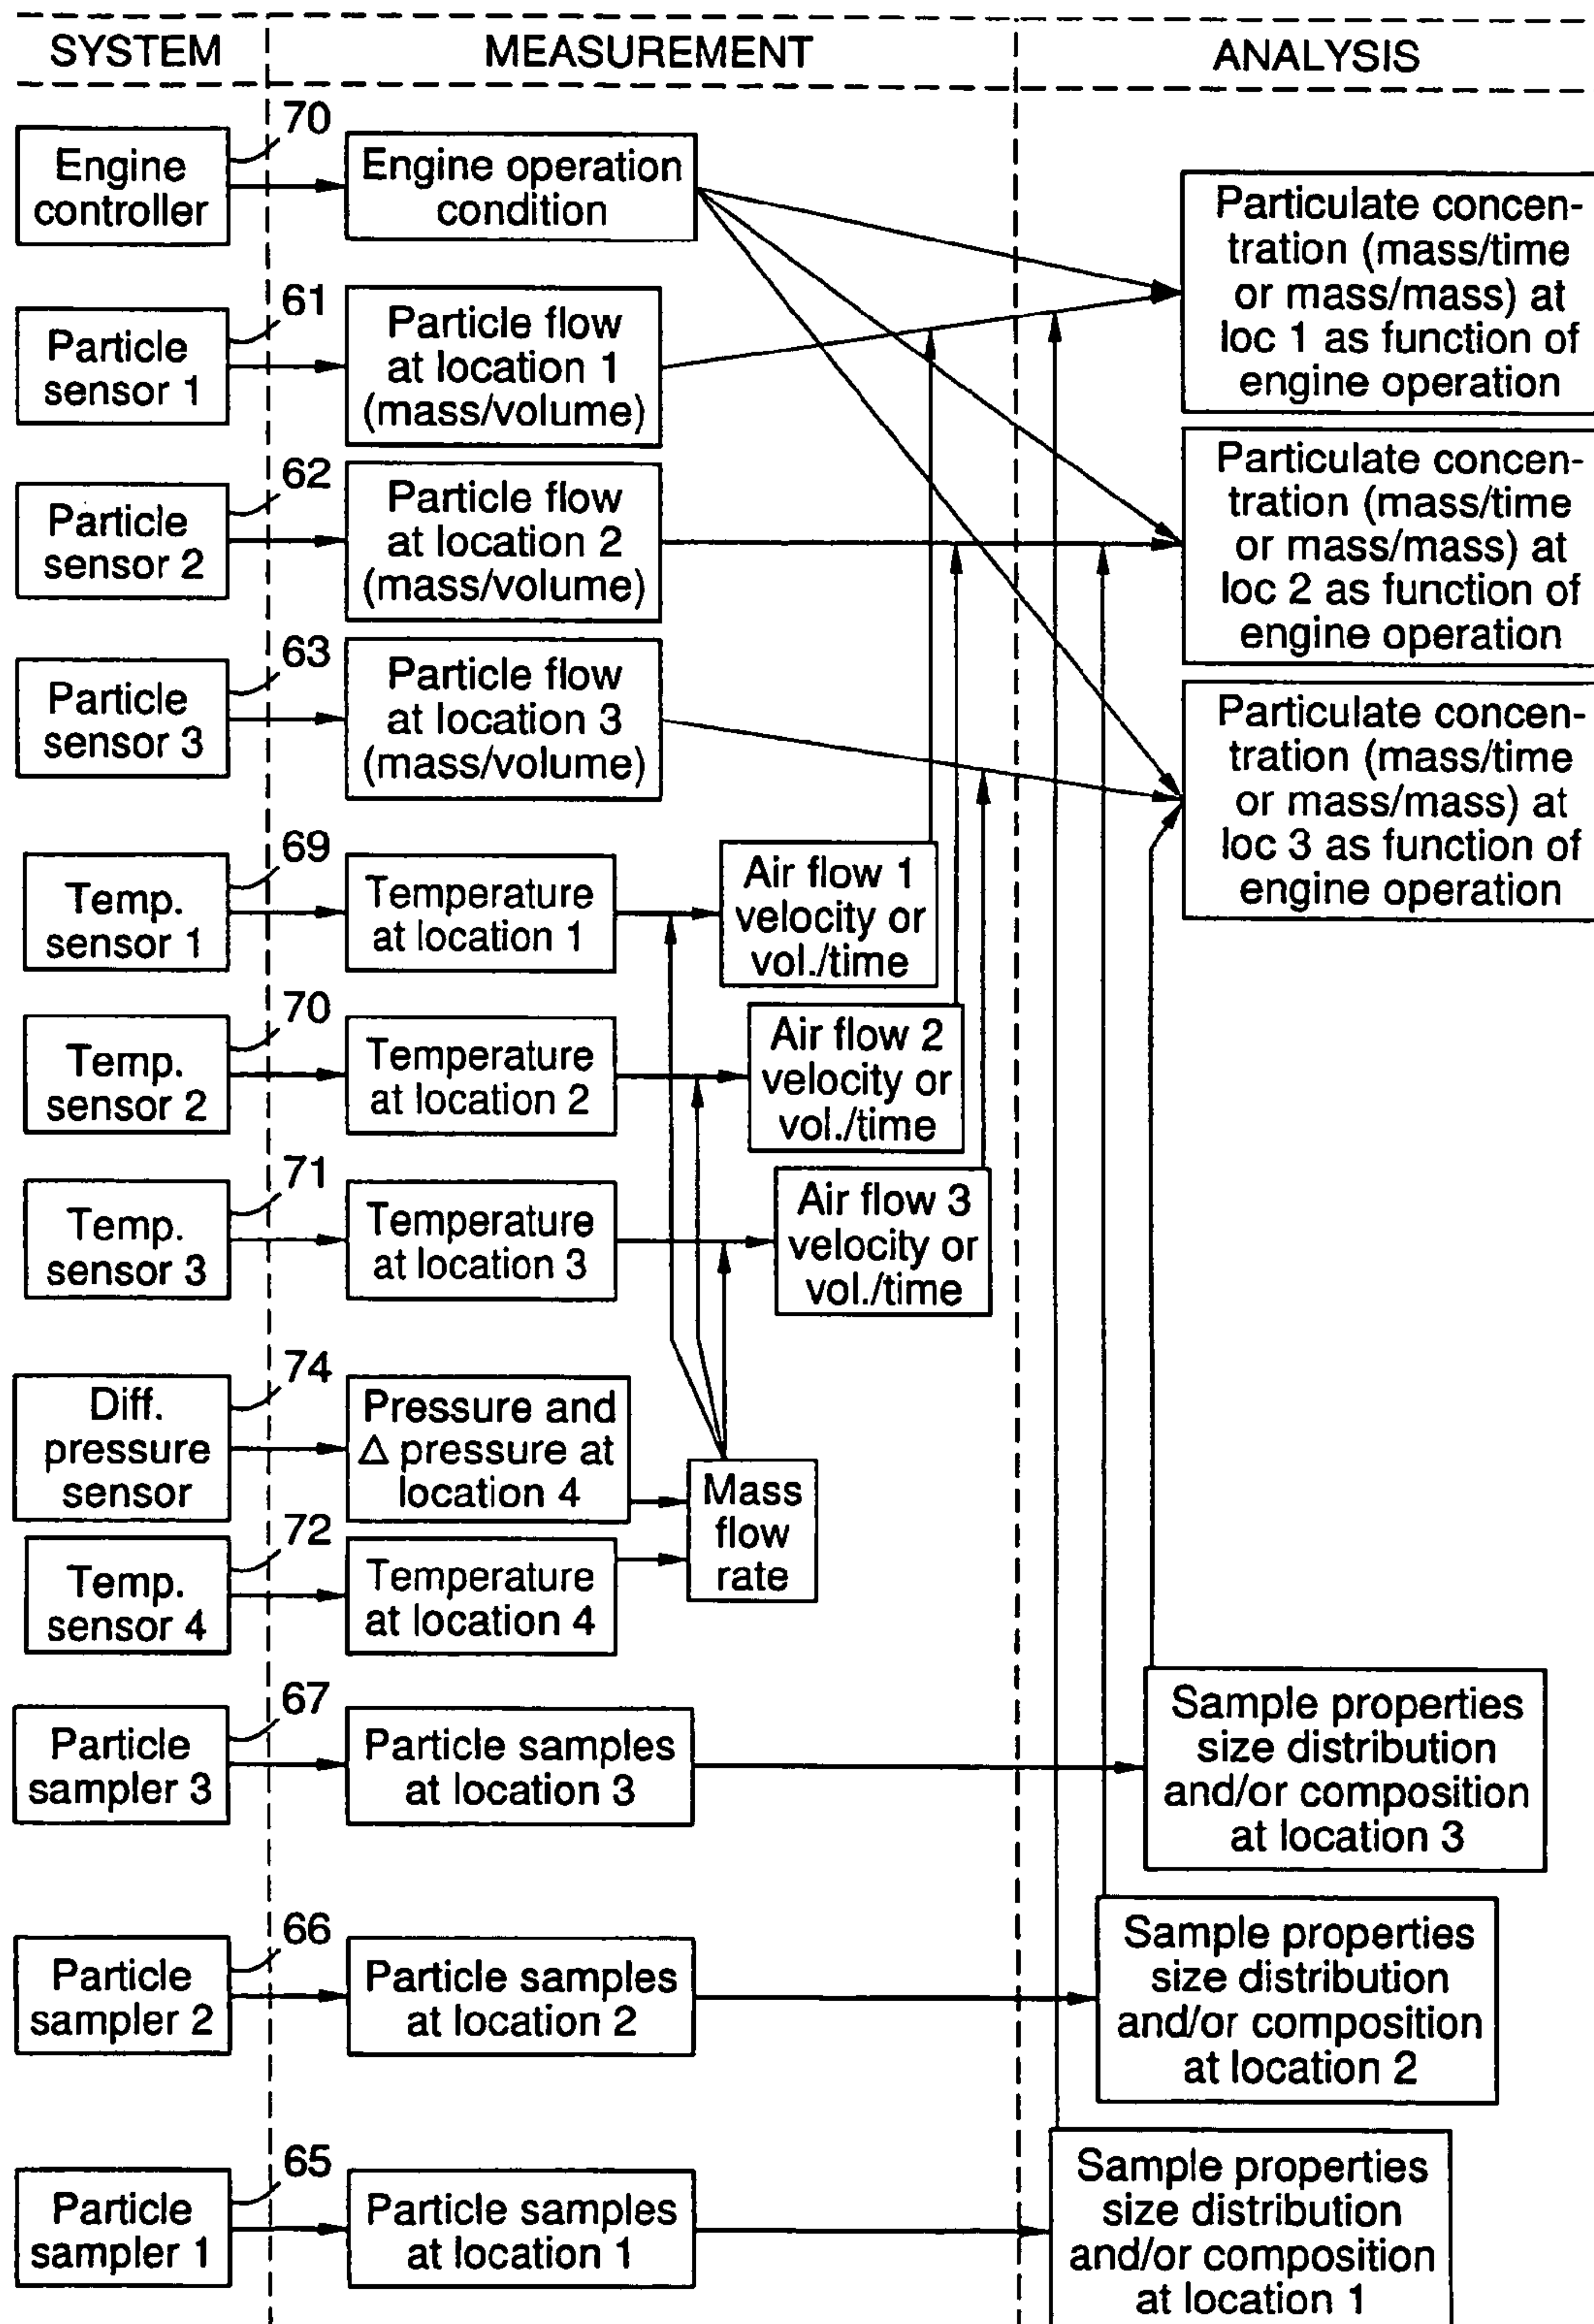 SYSTEM
MEASUREMENT
ANALYSIS
70
Engine
controller
Engine operation
condition
Particulate concen-
tration (mass/time
or mass/mass) at
loc 1 as function of
engine operation
61
Particle
sensor 1
Particle flow
at location 1
(mass/volume)
62
Particle
sensor 2
Particle flow
at location 2
(mass/volume)
Particulate concen-
tration (mass/time
or mass/mass) at
loc 2 as function of
engine operation
63
Particle
sensor 3
Particle flow
at location 3
(mass/volume)
Particulate concen-
tration (mass/time
or mass/mass) at
loc 3 as function of
engine operation
69
Temp.
sensor 1
Temperature
at location 1
Air flow 1
velocity or
vol./time
70
Temp.
sensor 2
Temperature
at location 2
Air flow 2
velocity or
vol./time
71
Temp.
sensor 3
Temperature
at location 3
Air flow 3
velocity or
vol./time
74
Diff.
pressure
sensor
Pressure and
Δ pressure at
location 4
Mass
flow
rate
72
Temp.
sensor 4
Temperature
at location 4
67
Particle
sampler 3
Particle samples
at location 3
Sample properties
size distribution
and/or composition
at location 3
66
Particle
sampler 2
Particle samples
at location 2
Sample properties
size distribution
and/or composition
at location 2
65
Particle
sampler 1
Particle samples
at location 1
Sample properties
size distribution
and/or composition
at location 1